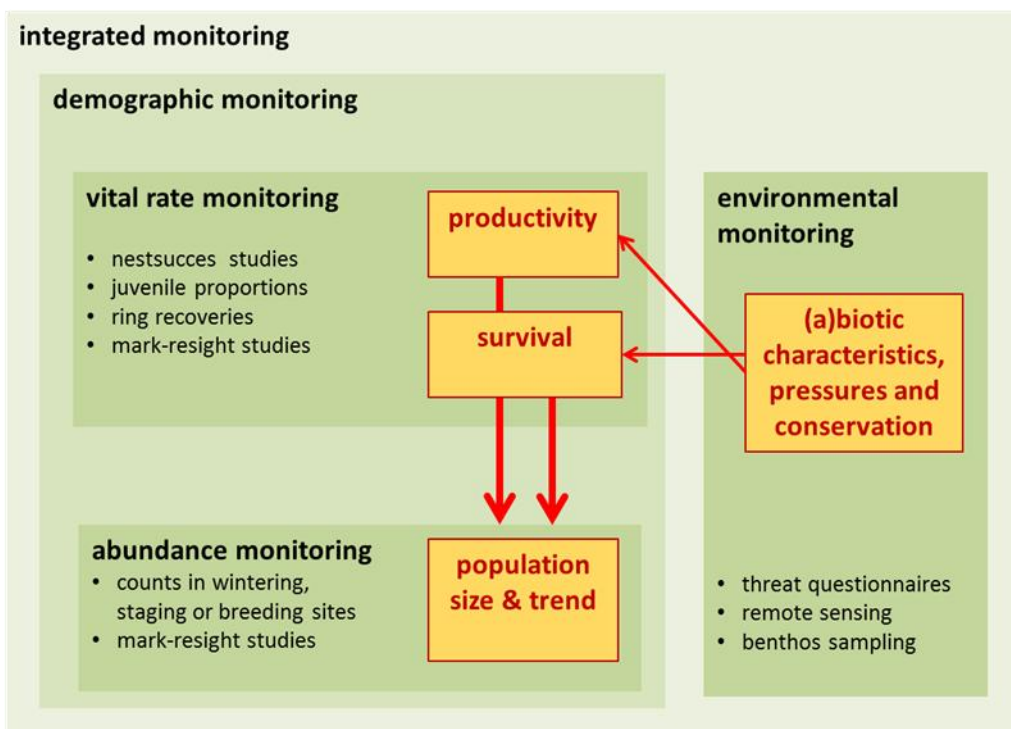 integrated monitoring
demographic monitoring
vital rate monitoring
• nestsucces studies
• juvenile proportions
• ring recoveries
• mark-resight studies
productivity
survival
environmental
monitoring
(a)biotic
characteristics,
pressures and
conservation
abundance monitoring
• counts in wintering,
staging or breeding sites
• mark-resight studies
population
size & trend
• threat questionnaires
• remote sensing
• benthos sampling